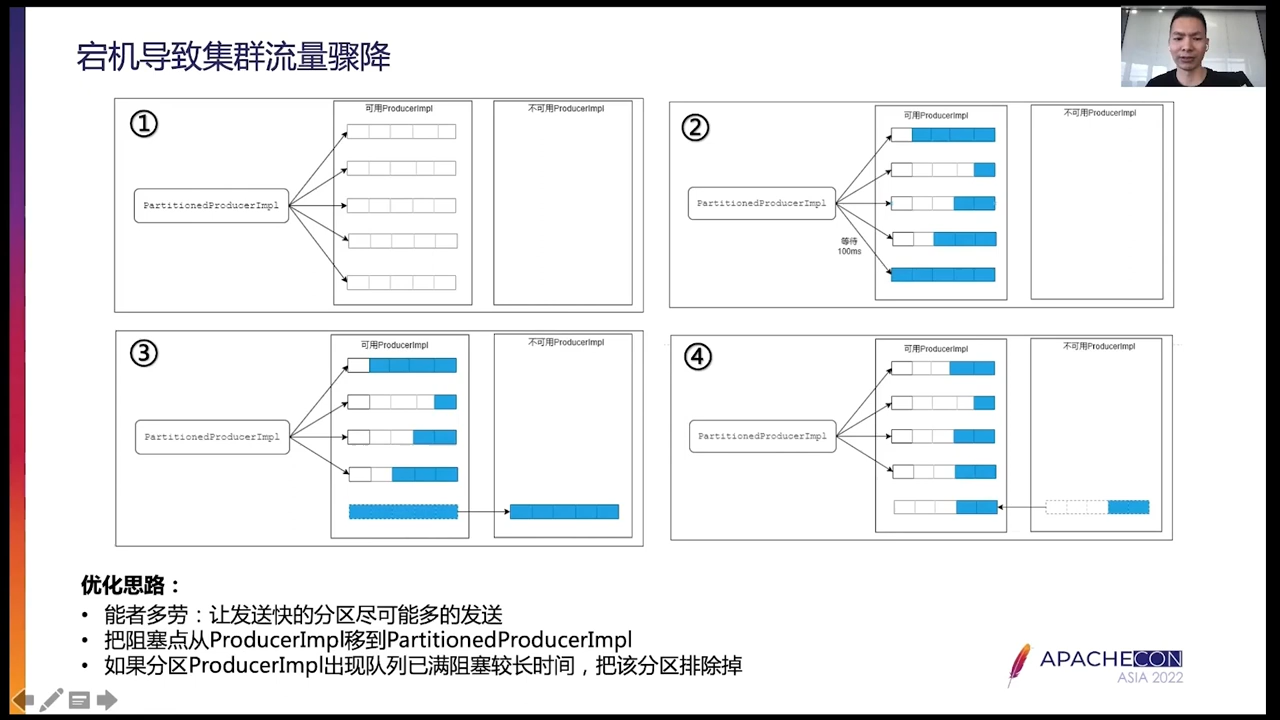 宕机导致集群流量骤降
①
可用ProducerImpl
不可用ProducerImpl
PartitionedProducerImpl
②
可用ProducerImpl
不可用ProducerImpl
PartitionedProducerImpl
等待
100ms
③
可用ProducerImpl
不可用ProducerImpl
PartitionedProducerImpl
④
可用ProducerImpl
不可用ProducerImpl
PartitionedProducerImpl
优化思路：
• 能者多劳：让发送快的分区尽可能多的发送
• 把阻塞点从ProducerImpl移到PartitionedProducerImpl
• 如果分区ProducerImpl出现队列已满阻塞较长时间，把该分区排除掉
APACHECON
ASIA 2022